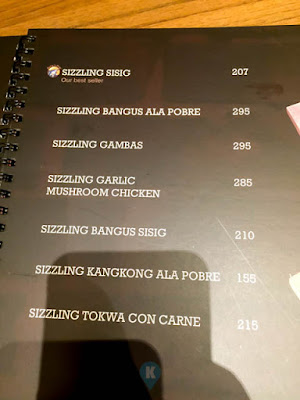 SIZZLING SISIG 207
Our best seller
SIZZLING BANGUS ALA POBRE 295
SIZZLING GAMBAS 295
SIZZLING GARLIC 285
MUSHROOM CHICKEN
SIZZLING BANGUS SISIG 210
SIZZLING KANGKONG ALA POBRE 155
SIZZLING TOKWA CON CARNE 215
K